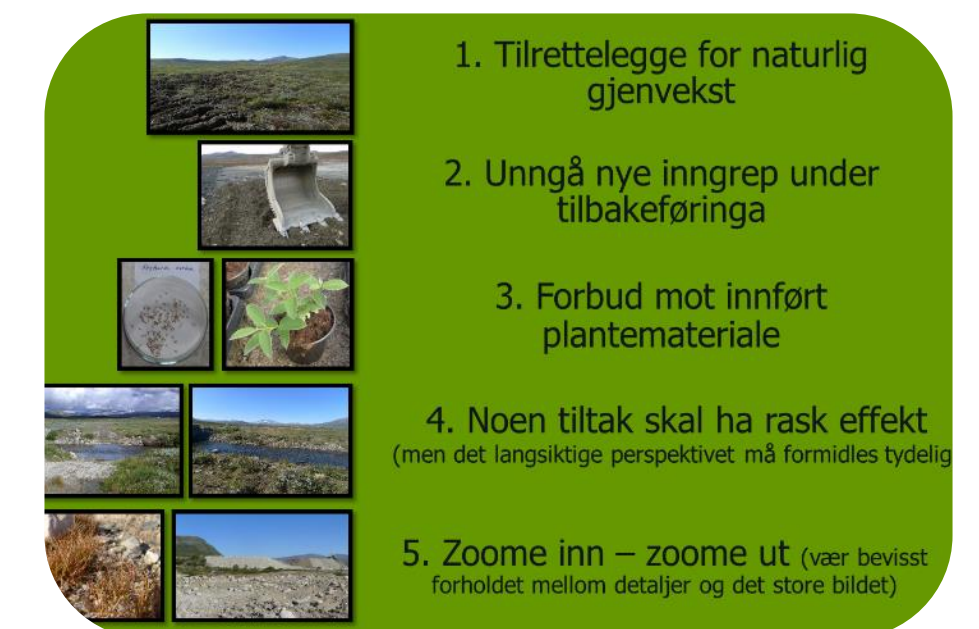 1. Tilrettelegge for naturlig
gjenvekst
2. Unngå nye inngrep under
tilbakeføringa
3. Forbud mot innført
plantemateriale
4. Noen tiltak skal ha rask effekt
(men det langsiktige perspektivet må formidles tydelig
5. Zoome inn – zoome ut (vær bevisst
forholdet mellom detaljer og det store bildet)